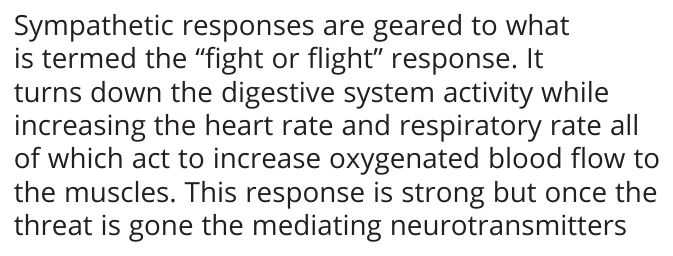 Sympathetic responses are geared to what
is termed the “fight or flight” response. It
turns down the digestive system activity while
increasing the heart rate and respiratory rate all
of which act to increase oxygenated blood flow to
the muscles. This response is strong but once the
threat is gone the mediating neurotransmitters